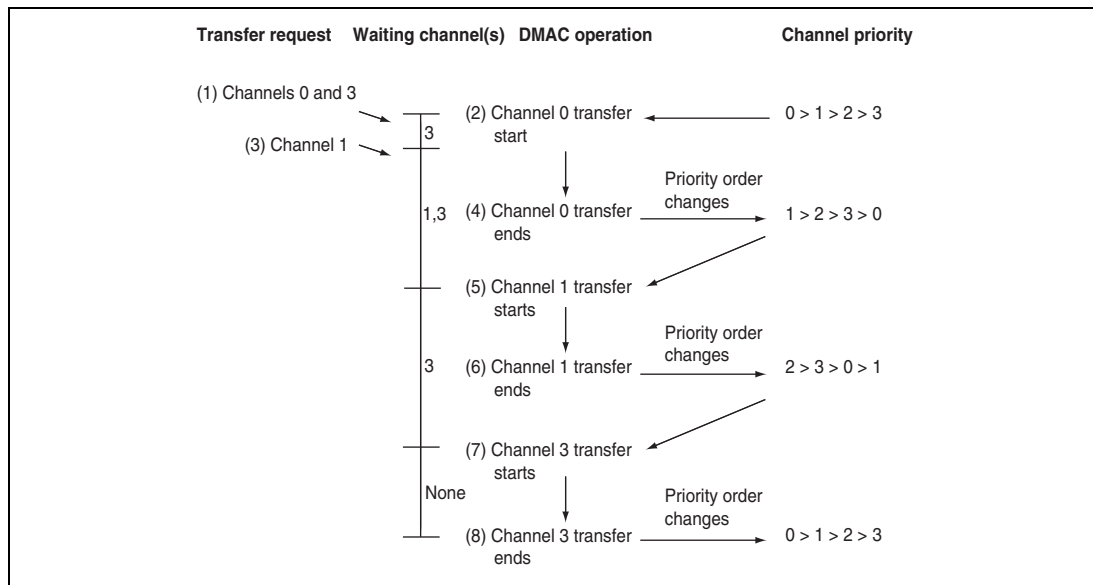 Transfer request Waiting channel(s) DMAC operation Channel priority
(1) Channels 0 and 3
(2) Channel 0 transfer
start
0 > 1 > 2 > 3
3
(3) Channel 1
Priority order
changes
1,3
(4) Channel 0 transfer
ends
1 > 2 > 3 > 0
(5) Channel 1 transfer
starts
Priority order
changes
3
(6) Channel 1 transfer
ends
2 > 3 > 0 > 1
(7) Channel 3 transfer
starts
None
Priority order
changes
(8) Channel 3 transfer
ends
0 > 1 > 2 > 3